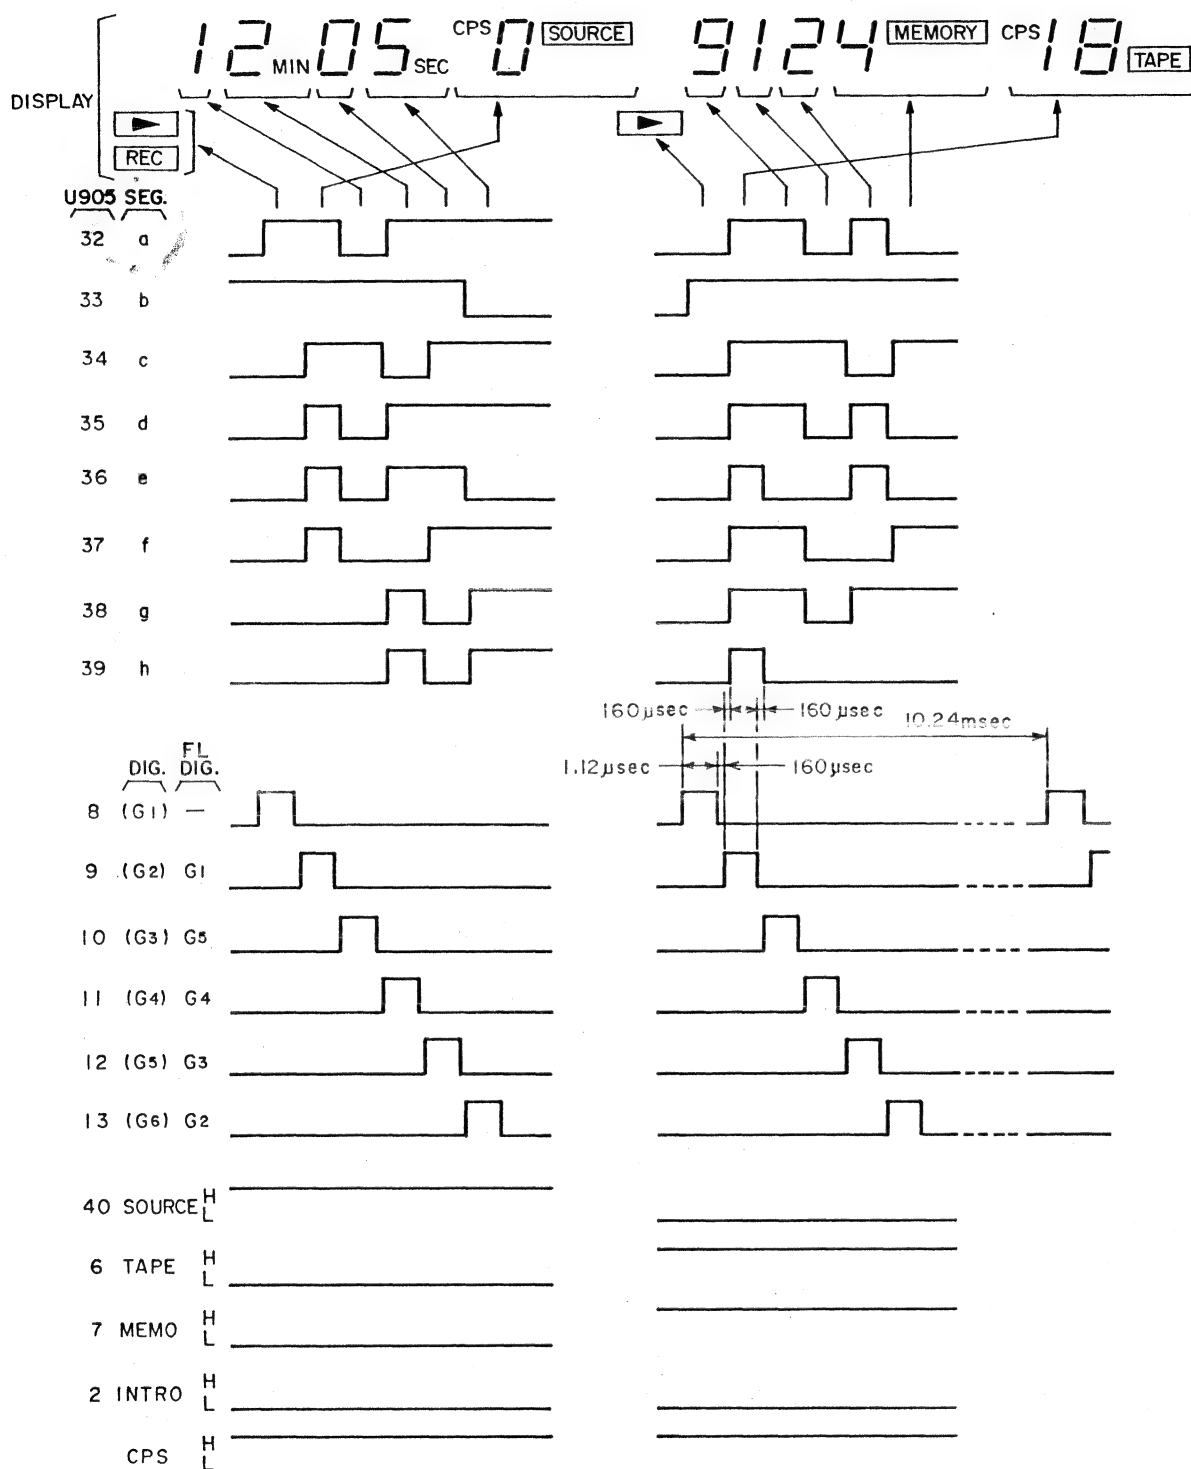 12 MIN 05 SEC CPS 0 SOURCE 9124 MEMORY CPS 18 TAPE
DISPLAY
REC
U905 SEG.
32 a
33 b
34 c
35 d
36 e
37 f
38 g
39 h
160µsec 160µsec
10.24msec
1.12µsec 160µsec
DIG. FL DIG.
8 (G1) —
9 (G2) G1
10 (G3) G5
11 (G4) G4
12 (G5) G3
13 (G6) G2
40 SOURCE H L
6 TAPE H L
7 MEMO H L
2 INTRO H L
CPS H L